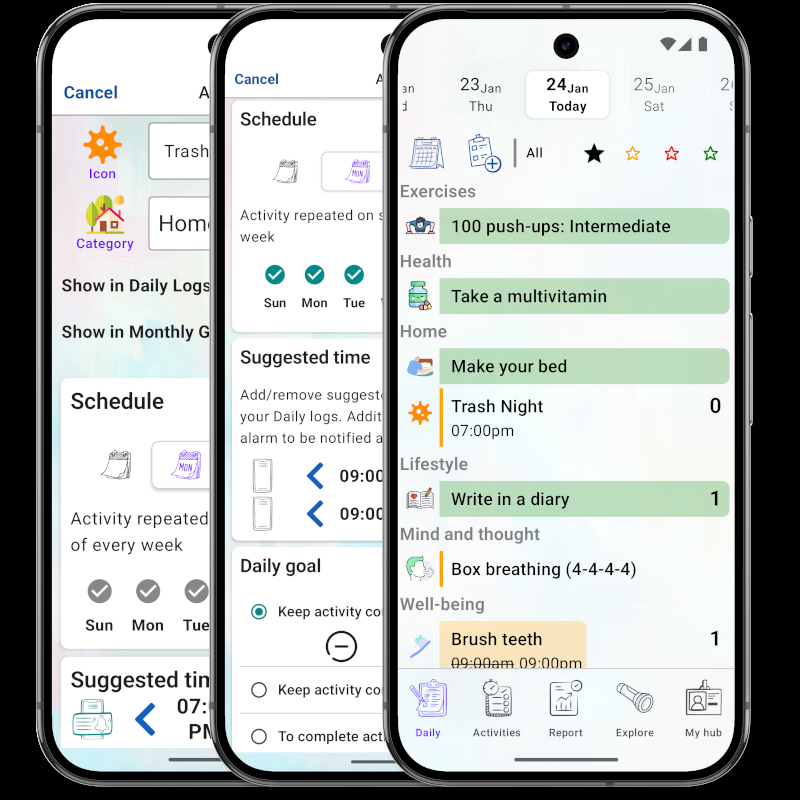 Cancel
Icon
Trash
Category
Home
Show in Daily Logs
Show in Monthly G
Schedule
MON
Activity repeated
of every week
Sun Mon Tue
Suggested tim
07:
PM
Cancel
Schedule
MON
Activity repeated on s
week
Sun Mon Tue
Suggested time
Add/remove suggest
your Daily logs. Addit
alarm to be notified a
09:00
09:00
Daily goal
Keep activity cou
Keep activity cou
To complete acti
23Jan
Thu
24Jan
Today
25Jan
Sat
All
Exercises
100 push-ups: Intermediate
Health
Take a multivitamin
Home
Make your bed
Trash Night 0
07:00pm
Lifestyle
Write in a diary 1
Mind and thought
Box breathing (4-4-4-4)
Well-being
Brush teeth 1
09:00am 09:00pm
Daily Activities Report Explore My hub